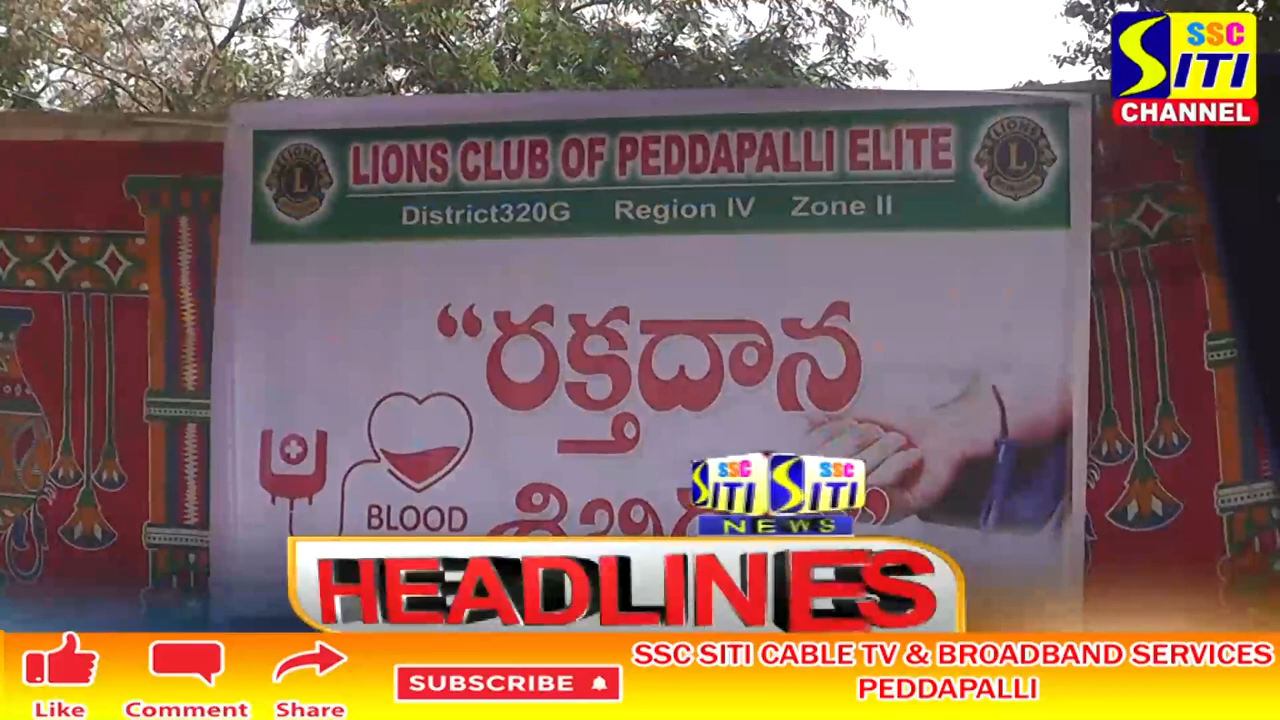 SSC
SITI
CHANNEL
LIONS CLUB OF PEDDAPALLI ELITE
District320G Region IV Zone II
“రక్తదాన
BLOOD
SSC SITI SSC SITI
NEWS
HEADLINES
Like Comment Share
SUBSCRIBE
SSC SITI CABLE TV & BROADBAND SERVICES
PEDDAPALLI